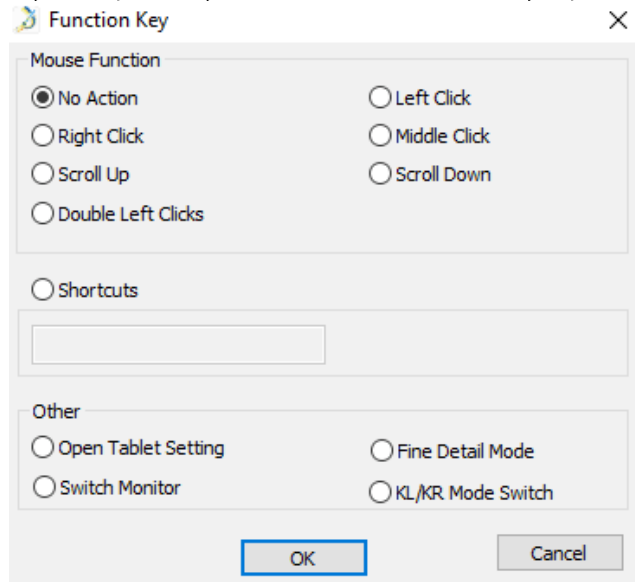 Function Key
Mouse Function
No Action Left Click
Right Click Middle Click
Scroll Up Scroll Down
Double Left Clicks
Shortcuts
Other
Open Tablet Setting Fine Detail Mode
Switch Monitor KL/KR Mode Switch
OK Cancel